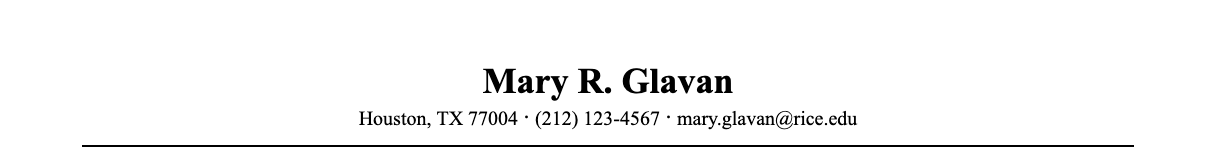 Mary R. Glavan
Houston, TX 77004 · (212) 123-4567 · mary.glavan@rice.edu